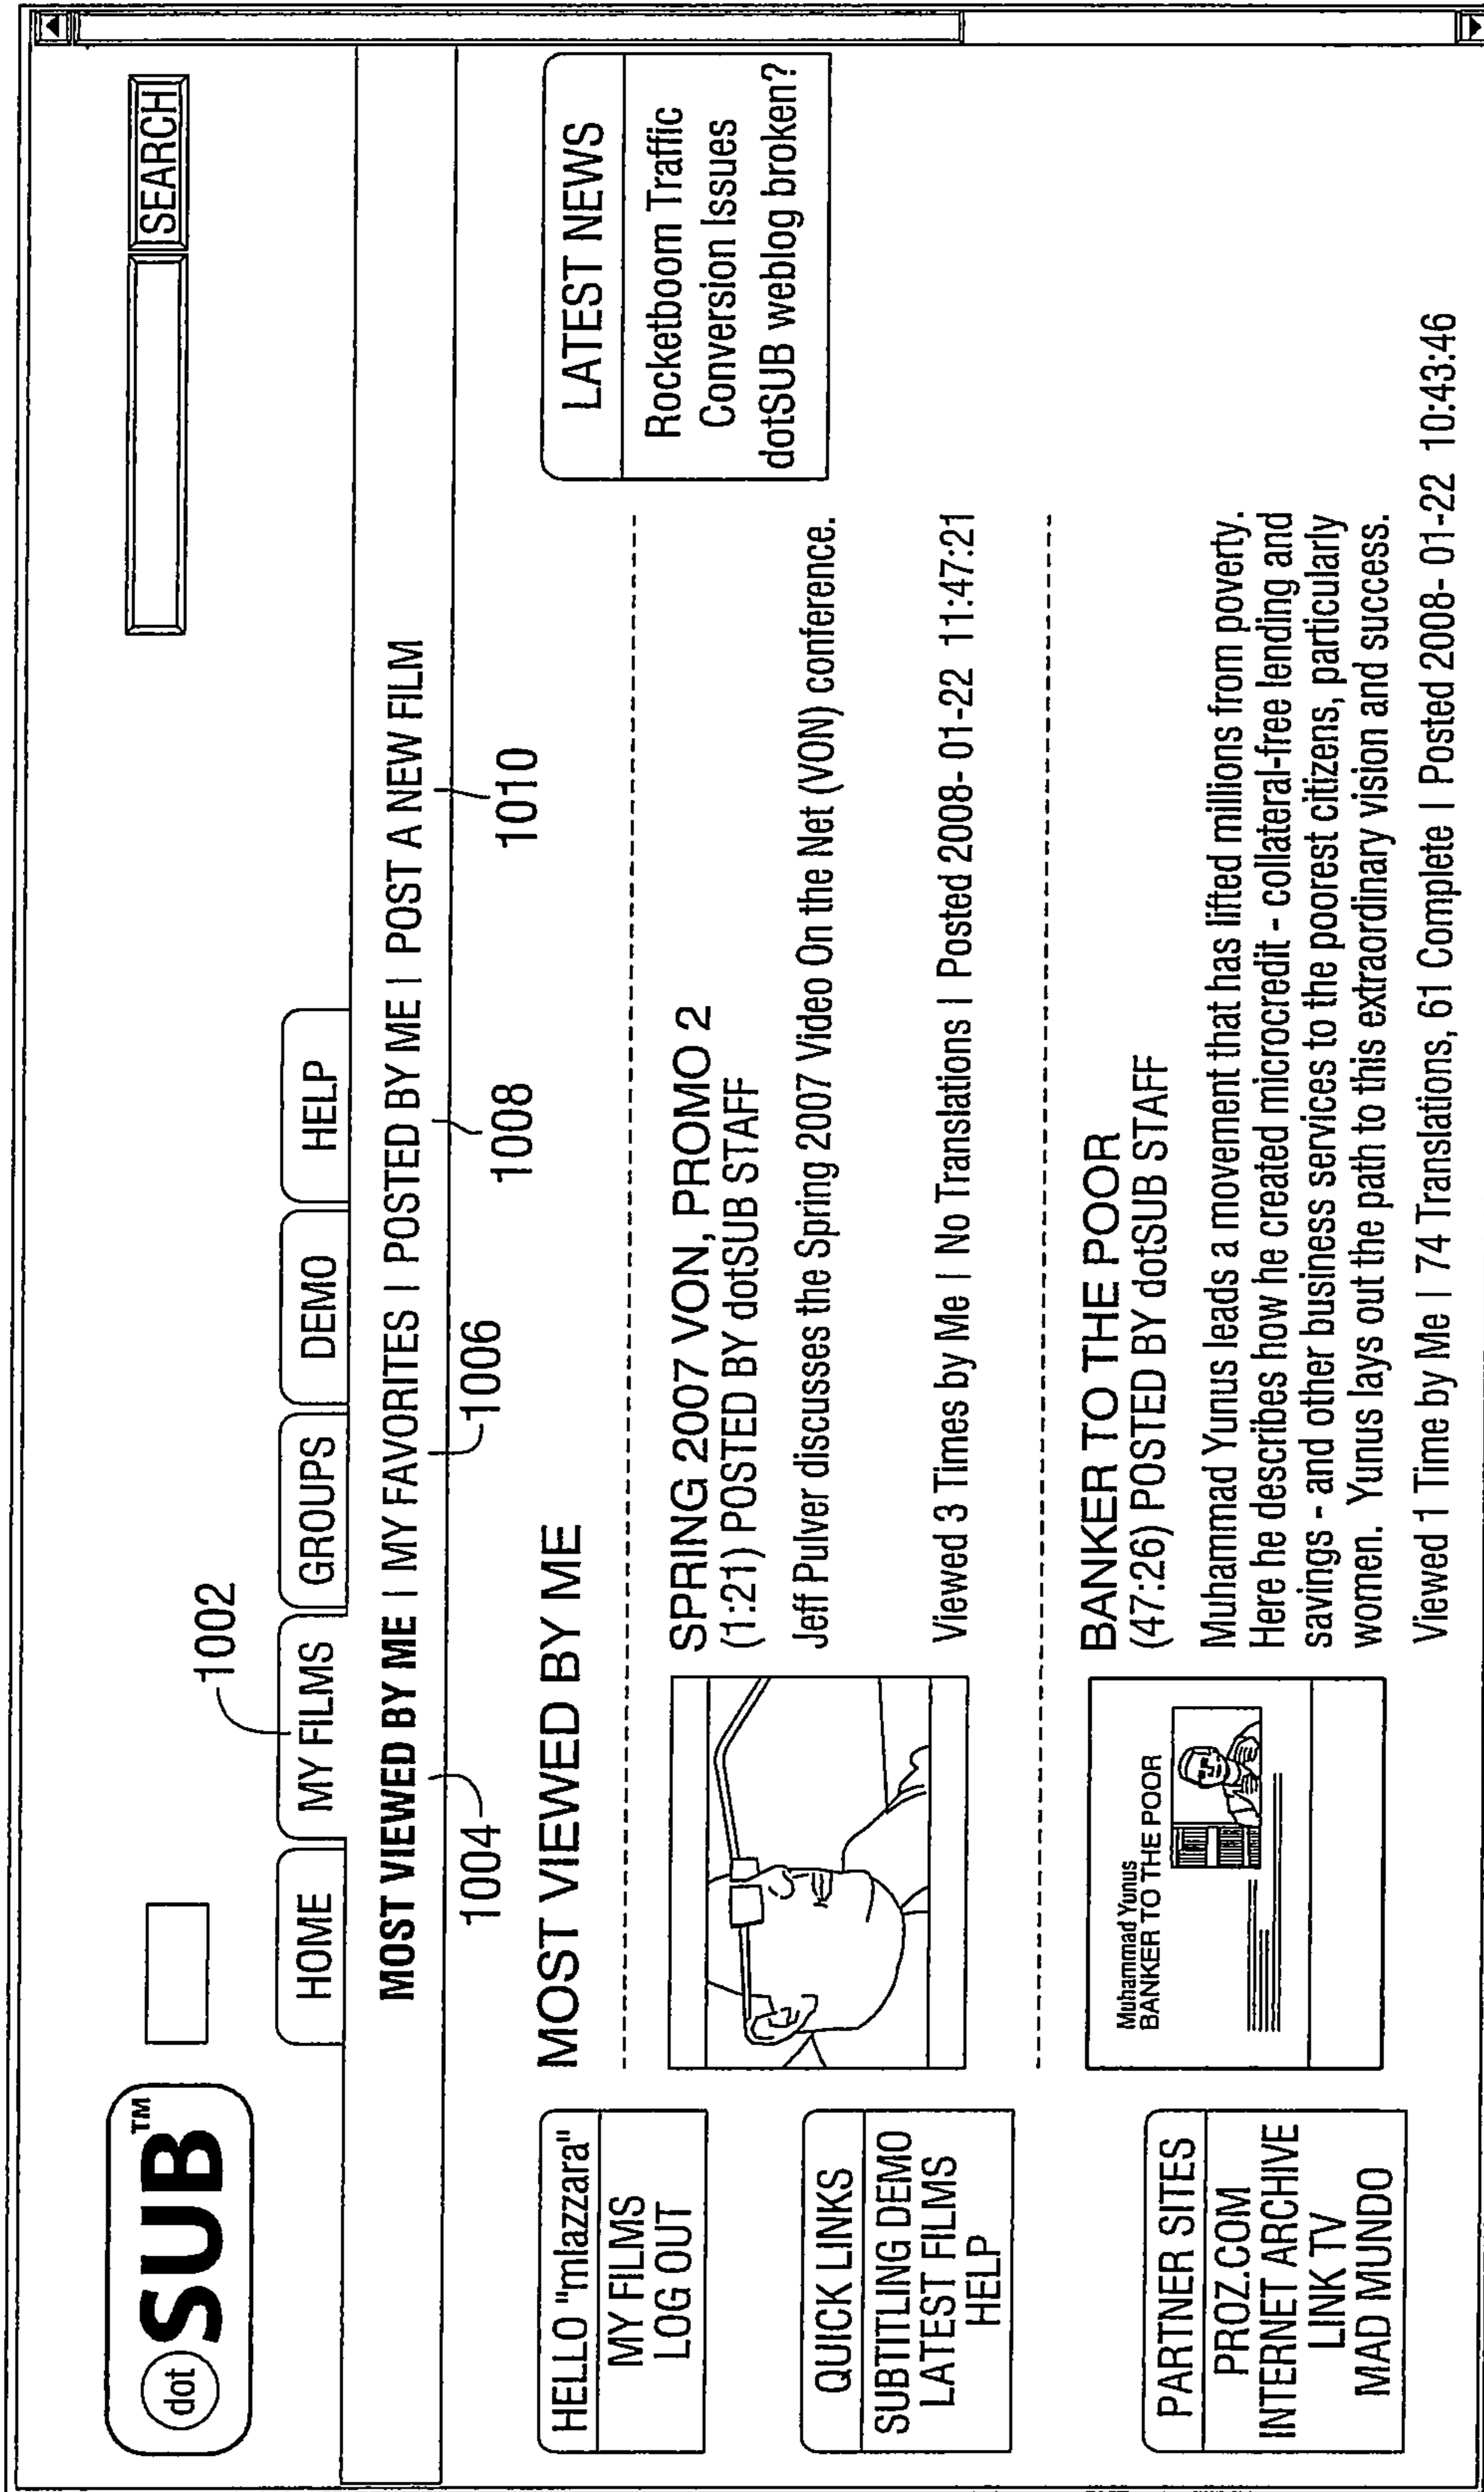 dot SUB™
SEARCH
1002
HOME
MY FILMS
GROUPS
DEMO
HELP
MOST VIEWED BY ME | MY FAVORITES | POSTED BY ME | POST A NEW FILM
1004
1006
1008
1010
HELLO "mlazzara"
MY FILMS
LOG OUT
QUICK LINKS
SUBTITLING DEMO
LATEST FILMS
HELP
PARTNER SITES
PROZ.COM
INTERNET ARCHIVE
LINK TV
MAD MUNDO
MOST VIEWED BY ME
SPRING 2007 VON, PROMO 2
(1:21) POSTED BY dotSUB STAFF
Jeff Pulver discusses the Spring 2007 Video On the Net (VON) conference.
Viewed 3 Times by Me | No Translations | Posted 2008- 01-22 11:47:21
Muhammad Yunus
BANKER TO THE POOR
BANKER TO THE POOR
(47:26) POSTED BY dotSUB STAFF
Muhammad Yunus leads a movement that has lifted millions from poverty.
Here he describes how he created microcredit - collateral-free lending and
savings - and other business services to the poorest citizens, particularly
women. Yunus lays out the path to this extraordinary vision and success.
Viewed 1 Time by Me | 74 Translations, 61 Complete | Posted 2008- 01-22 10:43:46
LATEST NEWS
Rocketboom Traffic
Conversion Issues
dotSUB weblog broken?